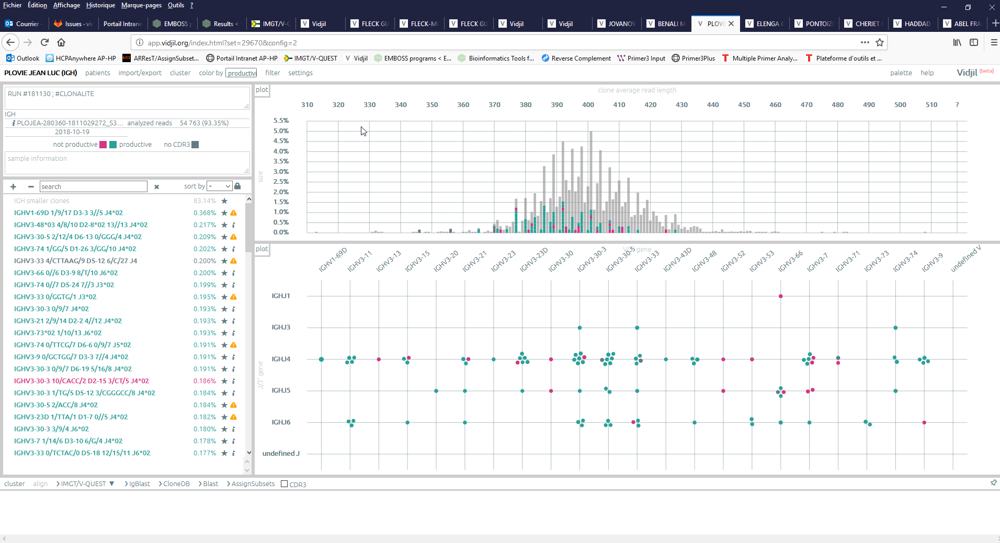 Fichier Édition Affichage Historique Marque-pages Outils ?
Courrier - Issues · vi Portail Intrane EMBOSS p Results < IMGT/V-C Vidjil FLECK GU FLECK-MO FLECK GU Vidjil Vidjil JOVANOV BENALI M PLOVI ELENGA G PONTOIZ CHERIET HADDAD ABEL FRA
app.vidjil.org/index.html?set=29670&config=2
Outlook HCPAnywhere AP-HP ARResT/AssignSubset... Portail Intranet AP-HP IMGT/V-QUEST Vidjil EMBOSS programs < E... Bioinformatics Tools f... Reverse Complement Primer3 Input Primer3Plus Multiple Primer Analy... Plateforme d'outils et ...
PLOVIE JEAN LUC (IGH) patients import/export cluster color by productivi filter settings palette help Vidjil (beta)
RUN #181130 ; #CLONALITE
IGH
i PLOJEA-280360-1811029272_S3... analyzed reads 54 763 (93.35%)
2018-10-19
not productive productive no CDR3
sample information
+ − search x sort by -
IGH smaller clones 83.14%
IGHV1-69D 1/9/17 D3-3 3//5 J4*02 0.368%
IGHV3-48*03 4/8/10 D2-8*02 13//13 J4*02 0.217% i
IGHV3-30-5 2/12/4 D6-13 0/GGG/4 J4*02 0.209%
IGHV3-74 1/GG/5 D1-26 3/GG/10 J4*02 0.202% i
IGHV3-33 4/CTTAAG/9 D5-12 6/C/27 J4 0.200%
IGHV3-66 0//6 D3-9 8/T/10 J6*02 0.200% i
IGHV3-74 0//7 D5-24 7//3 J3*02 0.199% i
IGHV3-33 0/GGTG/1 J3*02 0.195%
IGHV3-30-3 0/9/7 J4*02 0.193% i
IGHV3-21 2/9/14 D2-2 4//12 J4*02 0.193% i
IGHV3-73*02 1/10/13 J6*02 0.193% i
IGHV3-74 0/TTCG/7 D6-6 0/9/7 J5*02 0.191%
IGHV3-9 0/GCTGG/7 D3-3 7//4 J4*02 0.191% i
IGHV3-30-3 0/9/7 D6-19 5/16/8 J4*02 0.191% i
IGHV3-30-3 10/CACC/2 D2-15 3/CT/5 J4*02 0.186% i
IGHV3-30-3 1/TG/5 D5-12 3/CGGGCC/8 J4*02 0.184% i
IGHV3-30-5 2/ACC/8 J4*02 0.184%
IGHV3-23D 1/TTA/1 D1-7 0//5 J4*02 0.182%
IGHV3-30-3 3/9/4 J6*02 0.180% i
IGHV3-7 1/14/6 D3-10 6/G/4 J4*02 0.178% i
IGHV3-33 0/TCTAC/0 D5-18 12/15/11 J6*02 0.177% i
plot
clone average read length
310 320 330 340 350 360 370 380 390 400 410 420 430 440 450 460 470 480 490 500 510 ?
5.5%
5.0%
4.5%
4.0%
3.5%
3.0%
2.5%
2.0%
1.5%
1.0%
0.5%
0.0%
size
plot
gene
IGHV1-69D IGHV3-11 IGHV3-13 IGHV3-15 IGHV3-20 IGHV3-21 IGHV3-23 IGHV3-23D IGHV3-30 IGHV3-30-3 IGHV3-30-5 IGHV3-33 IGHV3-43D IGHV3-48 IGHV3-52 IGHV3-53 IGHV3-66 IGHV3-7 IGHV3-71 IGHV3-73 IGHV3-74 IGHV3-9 undefined V
IGHJ1
IGHJ3
IGHJ4
IGHJ5
IGHJ6
undefined J
J/3' gene
cluster align IMGT/V-QUEST ▼ IgBlast CloneDB Blast AssignSubsets CDR3